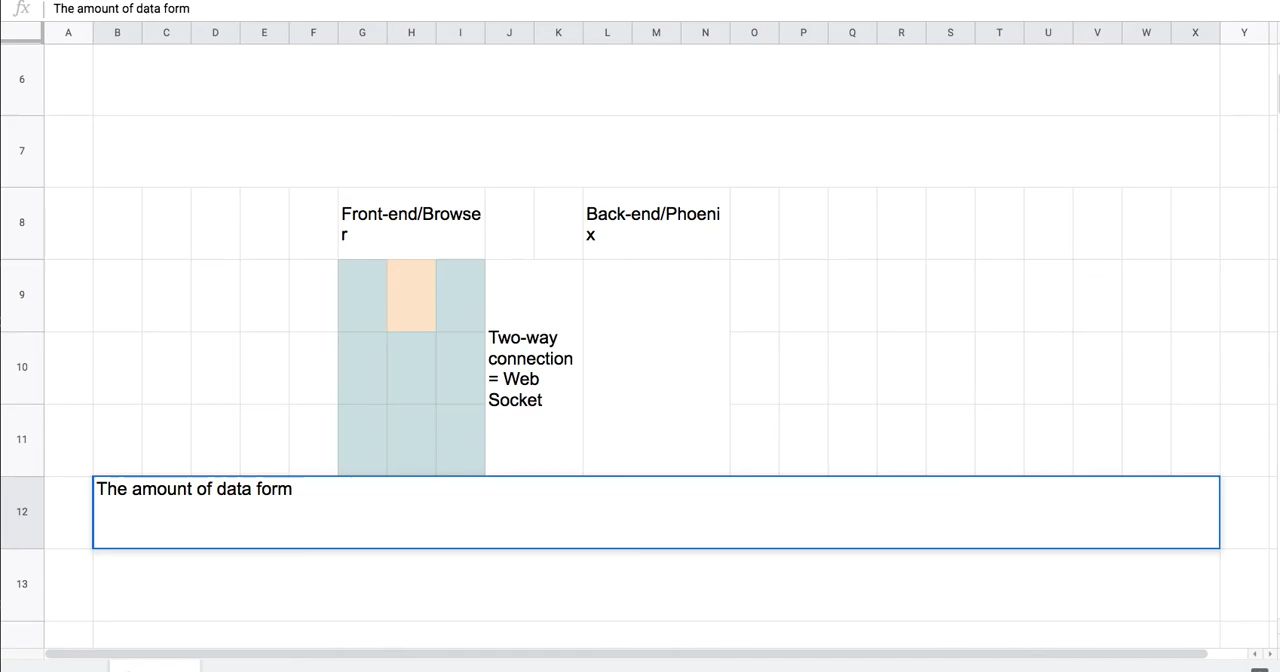 fx The amount of data form
A B C D E F G H I J K L M N O P Q R S T U V W X Y
6
7
8 Front-end/Browse Back-end/Phoeni
r x
9
Two-way
10 connection
= Web
Socket
11
The amount of data form
12
13